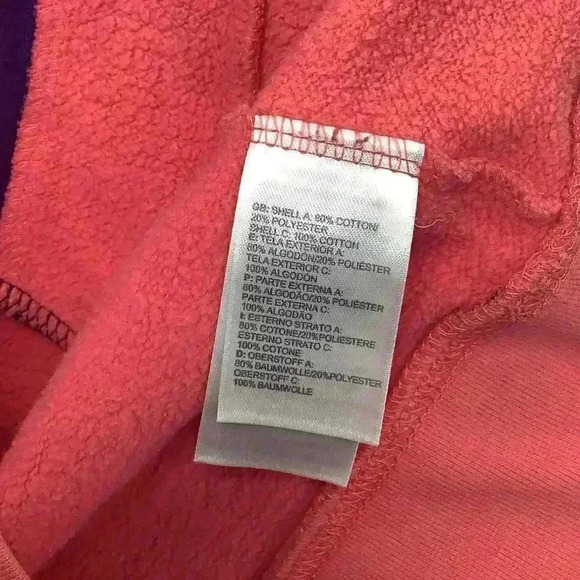 GB: SHELL A: 80% COTTON/
20% POLYESTER
SHELL C: 100% COTTON
E: TELA EXTERIOR A:
80% ALGODÓN/20% POLIÉSTER
TELA EXTERIOR C:
100% ALGODÓN
P: PARTE EXTERNA A:
80% ALGODÃO/20% POLIÉSTER
PARTE EXTERNA C:
100% ALGODÃO
I: ESTERNO STRATO A:
80% COTONE/20%POLIESTERE
ESTERNO STRATO C:
100% COTONE
D: OBERSTOFF A:
80% BAUMWOLLE/20%POLYESTER
OBERSTOFF C:
100% BAUMWOLLE